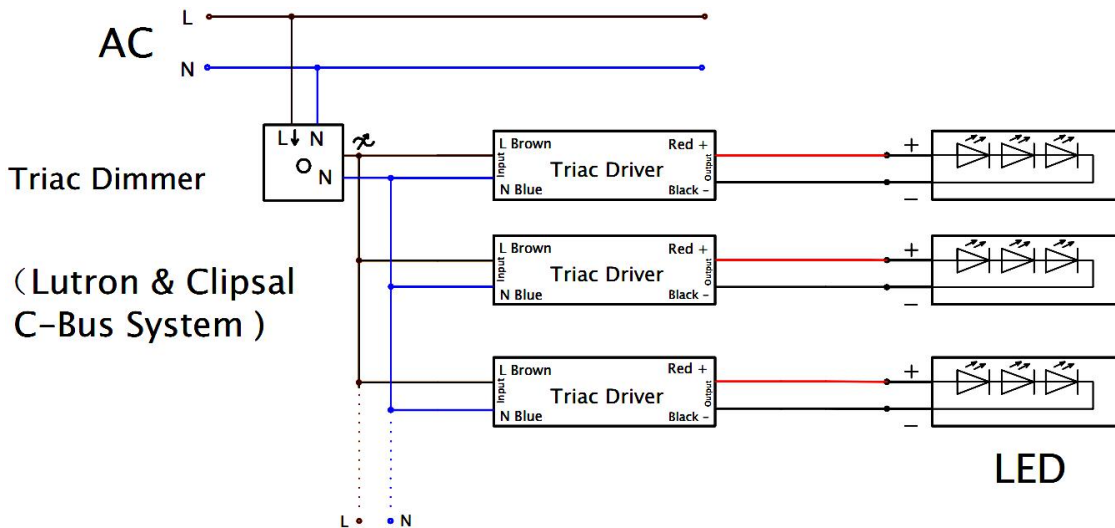 AC
L
N
L↓ N
N
Triac Dimmer
（Lutron & Clipsal
C-Bus System )
L Brown
Input
N Blue
Triac Driver
Red +
Output
Black -
+
−
L Brown
Input
N Blue
Triac Driver
Red +
Output
Black -
+
−
L Brown
Input
N Blue
Triac Driver
Red +
Output
Black -
+
−
LED
L
N